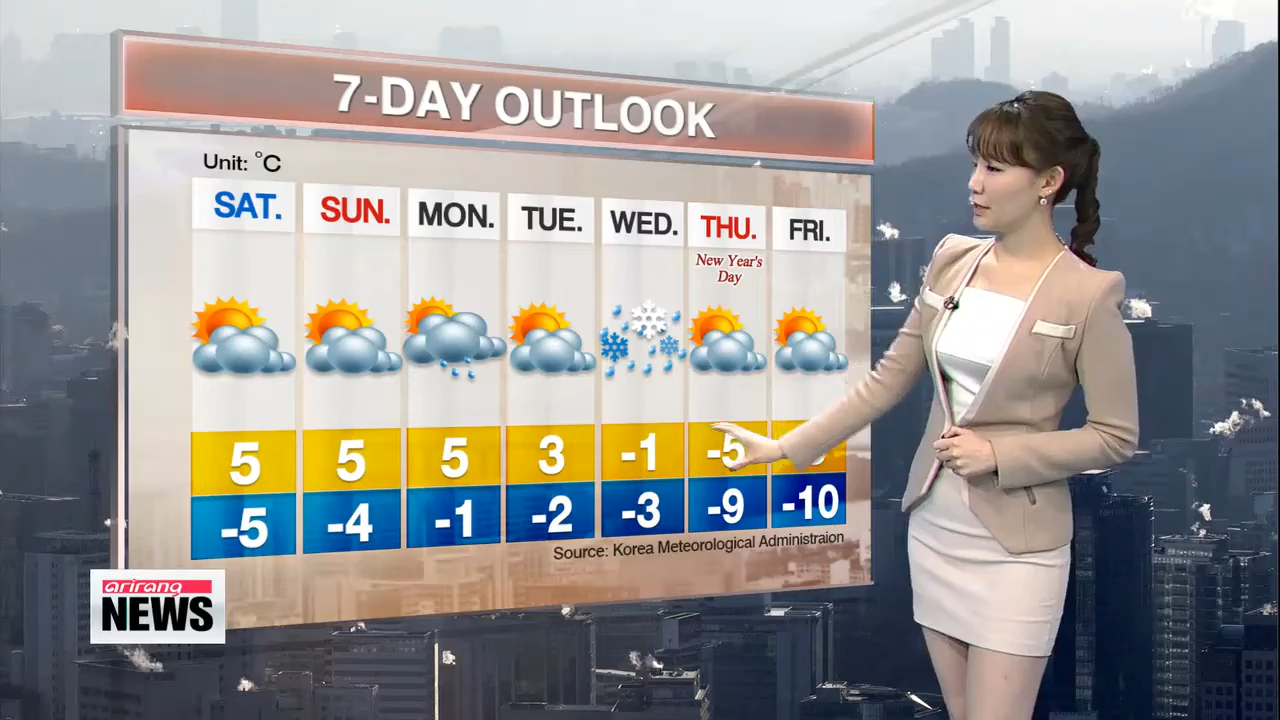 7-DAY OUTLOOK
Unit: °C
SAT. SUN. MON. TUE. WED. THU. FRI.
New Year's
Day
5 5 5 3 -1 -5
-5 -4 -1 -2 -3 -9 -10
Source: Korea Meteorological Administraion
arirang
NEWS